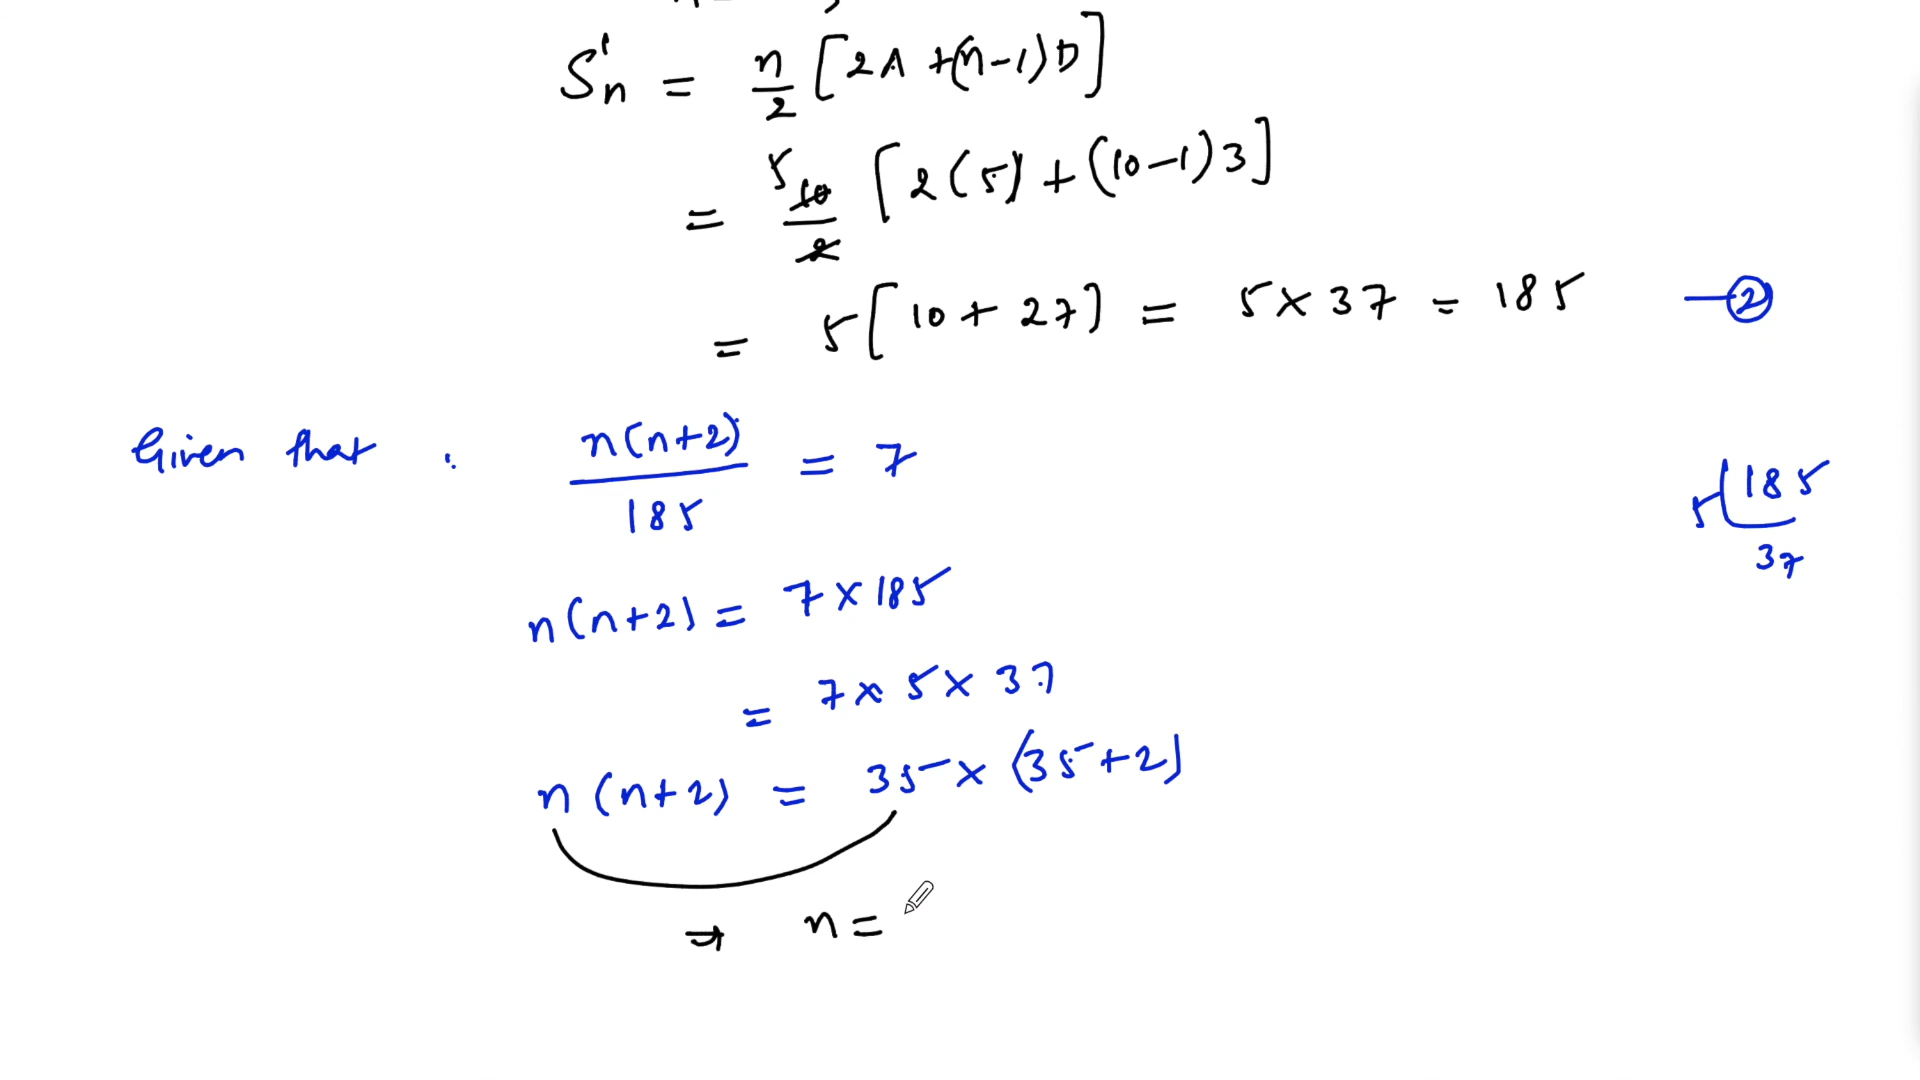 S'n = n/2 [2A + (n-1)D]
= 5 10/2 [2(5) + (10-1)3]
= 5[10 + 27] = 5 × 37 = 185 —②
Given that : n(n+2)/185 = 7
5 185
37
n(n+2) = 7 × 185
= 7 × 5 × 37
n(n+2) = 35 × (35+2)
⇒ n =